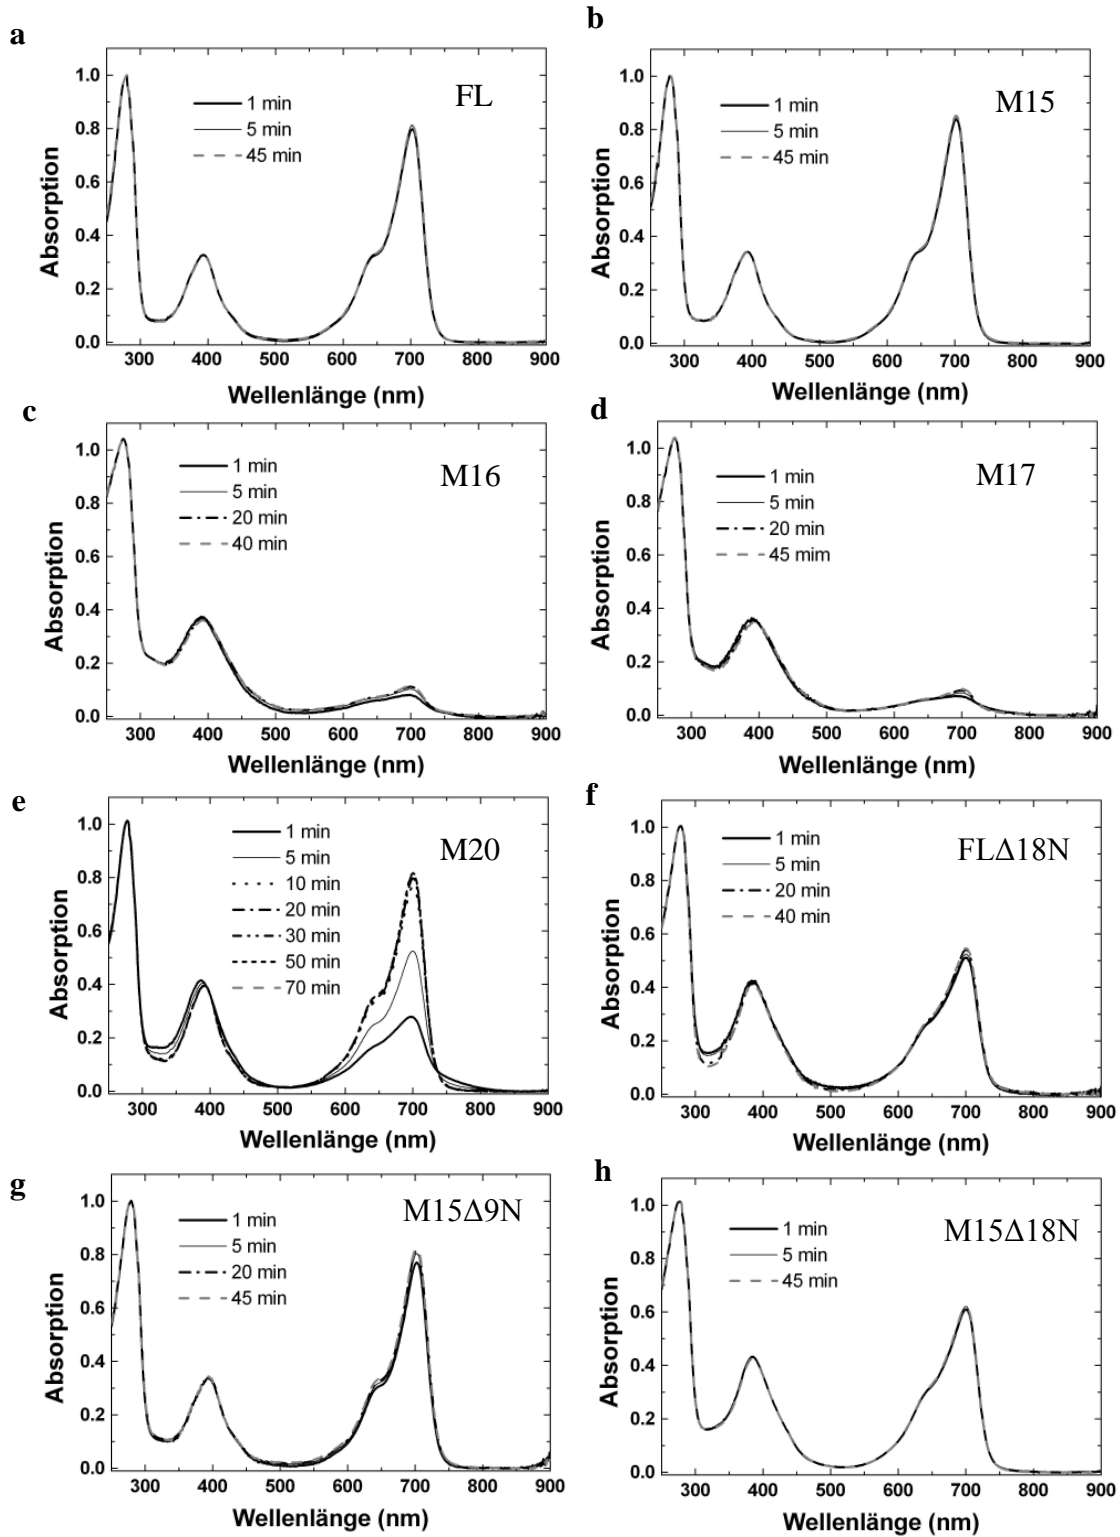 a
FL
1 min
5 min
45 min
Absorption
1.0
0.8
0.6
0.4
0.2
0.0
300 400 500 600 700 800 900
Wellenlänge (nm)
b
M15
1 min
5 min
45 min
Absorption
1.0
0.8
0.6
0.4
0.2
0.0
300 400 500 600 700 800 900
Wellenlänge (nm)
c
M16
1 min
5 min
20 min
40 min
Absorption
1.0
0.8
0.6
0.4
0.2
0.0
300 400 500 600 700 800 900
Wellenlänge (nm)
d
M17
1 min
5 min
20 min
45 mim
Absorption
1.0
0.8
0.6
0.4
0.2
0.0
300 400 500 600 700 800 900
Wellenlänge (nm)
e
M20
1 min
5 min
10 min
20 min
30 min
50 min
70 min
Absorption
1.0
0.8
0.6
0.4
0.2
0.0
300 400 500 600 700 800 900
Wellenlänge (nm)
f
FLΔ18N
1 min
5 min
20 min
40 min
Absorption
1.0
0.8
0.6
0.4
0.2
0.0
300 400 500 600 700 800 900
Wellenlänge (nm)
g
M15Δ9N
1 min
5 min
20 min
45 min
Absorption
1.0
0.8
0.6
0.4
0.2
0.0
300 400 500 600 700 800 900
Wellenlänge (nm)
h
M15Δ18N
1 min
5 min
45 min
Absorption
1.0
0.8
0.6
0.4
0.2
0.0
300 400 500 600 700 800 900
Wellenlänge (nm)